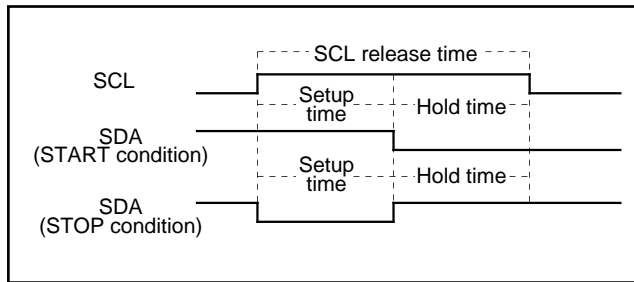 SCL release time
SCL
Setup
time
Hold time
SDA
(START condition)
Setup
time
Hold time
SDA
(STOP condition)